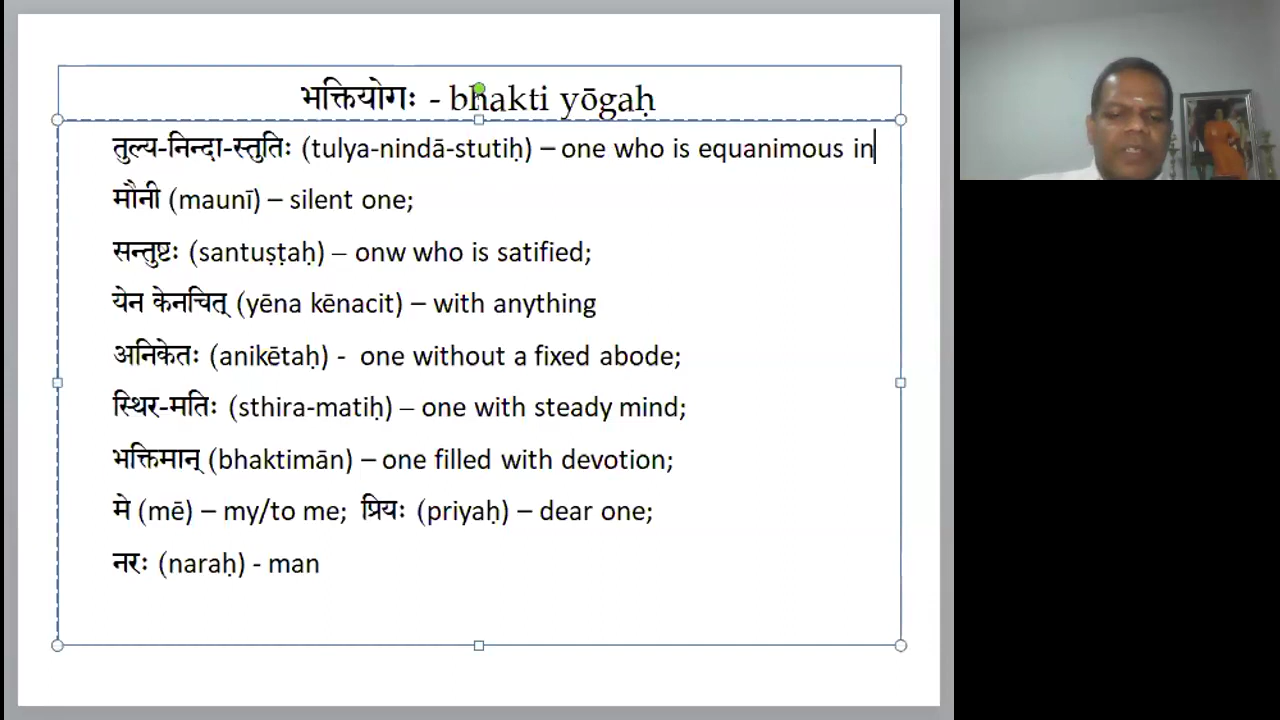 भक्तियोगः - bhakti yōgaḥ
तुल्य-निन्दा-स्तुतिः (tulya-nindā-stutiḥ) – one who is equanimous in
मौनी (maunī) – silent one;
सन्तुष्टः (santuṣṭaḥ) – onw who is satified;
येन केनचित् (yēna kēnacit) – with anything
अनिकेतः (anikētaḥ) -  one without a fixed abode;
स्थिर-मतिः (sthira-matiḥ) – one with steady mind;
भक्तिमान् (bhaktimān) – one filled with devotion;
मे (mē) – my/to me;  प्रियः (priyaḥ) – dear one;
नरः (naraḥ) - man